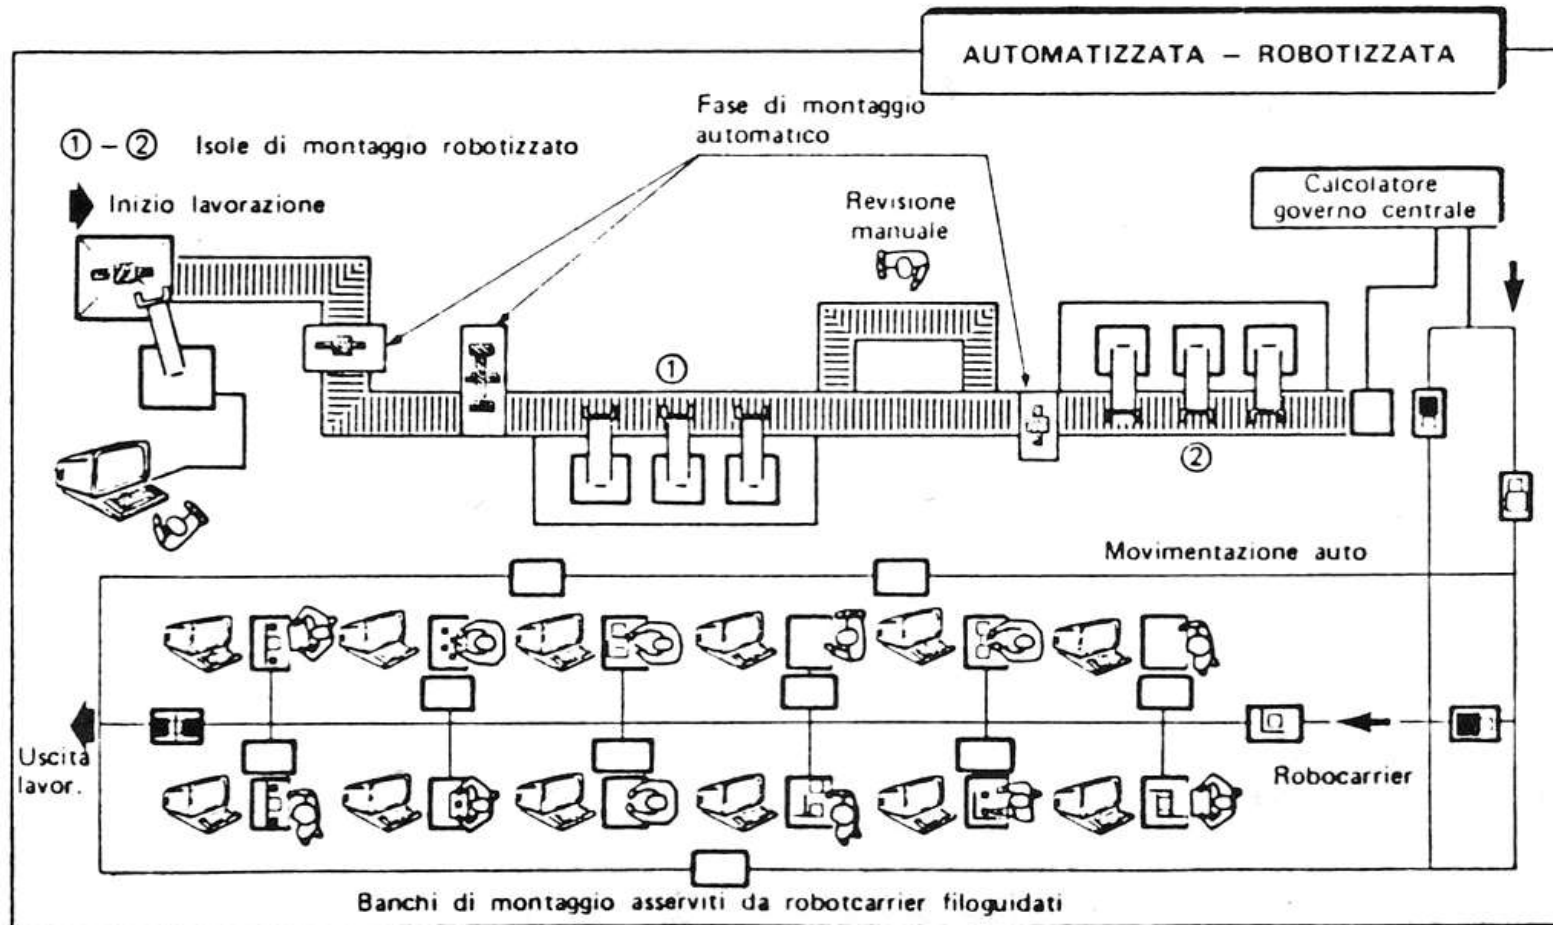 AUTOMATIZZATA – ROBOTIZZATA
Fase di montaggio
automatico
① – ② Isole di montaggio robotizzato
Inizio lavorazione
Revisione
manuale
Calcolatore
governo centrale
①
②
Movimentazione auto
Uscita
lavor.
Robocarrier
Banchi di montaggio asserviti da robotcarrier filoguidati